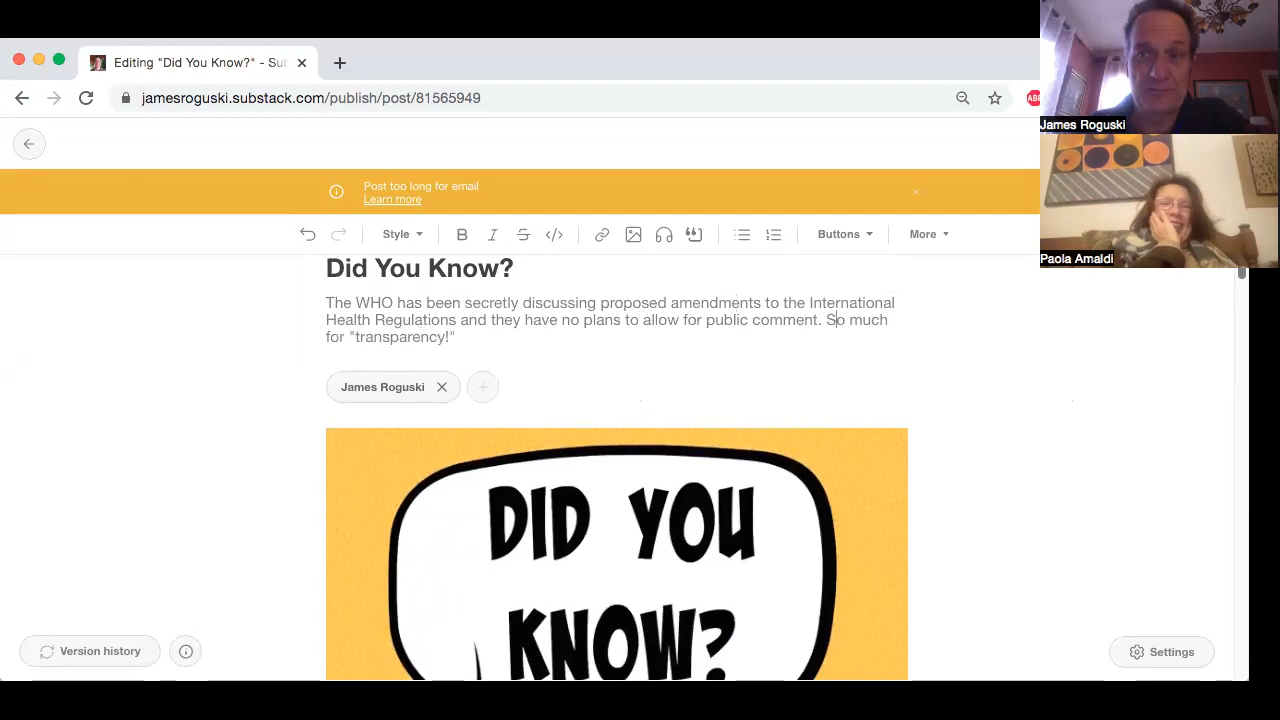 Editing "Did You Know?" - Sub
jamesroguski.substack.com/publish/post/81565949
ABP
James Roguski
Post too long for email
Learn more
Style
B
I
S
Buttons
More
Paola Amaldi
Did You Know?
The WHO has been secretly discussing proposed amendments to the International
Health Regulations and they have no plans to allow for public comment. So much
for "transparency!"
James Roguski
DID YOU
KNOW?
Version history
Settings